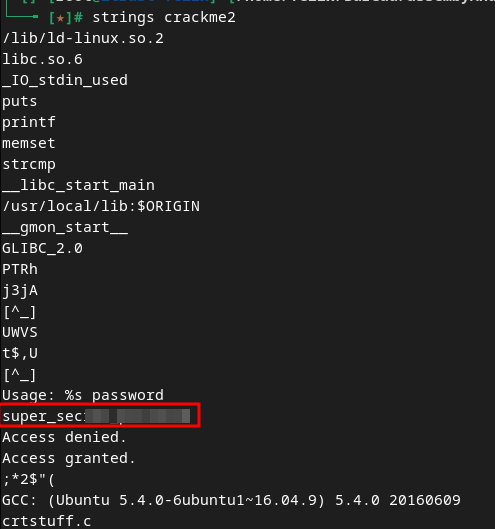 [★]# strings crackme2
/lib/ld-linux.so.2
libc.so.6
_IO_stdin_used
puts
printf
memset
strcmp
__libc_start_main
/usr/local/lib:$ORIGIN
__gmon_start__
GLIBC_2.0
PTRh
j3jA
[^_]
UWVS
t$,U
[^_]
Usage: %s password
super_sec
Access denied.
Access granted.
;*2$"(
GCC: (Ubuntu 5.4.0-6ubuntu1~16.04.9) 5.4.0 20160609
crtstuff.c